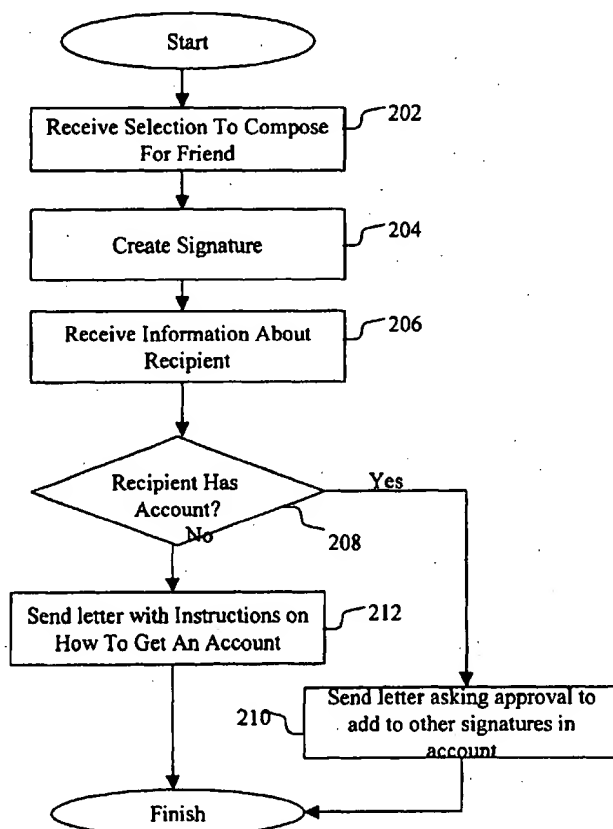 Start
Receive Selection To Compose
For Friend
202
Create Signature
204
Receive Information About
Recipient
206
Recipient Has
Account?
Yes
No
208
Send letter with Instructions on
How To Get An Account
212
Send letter asking approval to
add to other signatures in
account
210
Finish